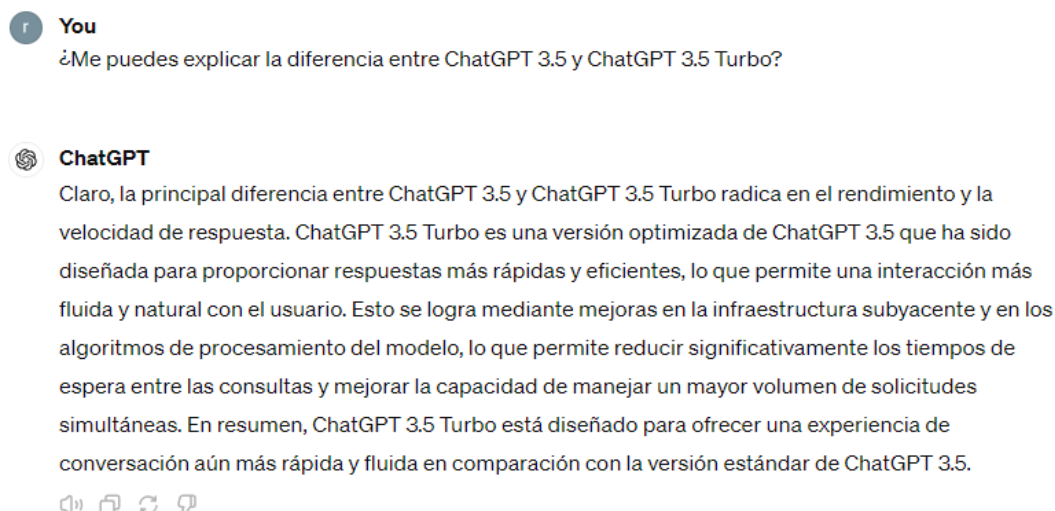 r
You
¿Me puedes explicar la diferencia entre ChatGPT 3.5 y ChatGPT 3.5 Turbo?
ChatGPT
Claro, la principal diferencia entre ChatGPT 3.5 y ChatGPT 3.5 Turbo radica en el rendimiento y la
velocidad de respuesta. ChatGPT 3.5 Turbo es una versión optimizada de ChatGPT 3.5 que ha sido
diseñada para proporcionar respuestas más rápidas y eficientes, lo que permite una interacción más
fluida y natural con el usuario. Esto se logra mediante mejoras en la infraestructura subyacente y en los
algoritmos de procesamiento del modelo, lo que permite reducir significativamente los tiempos de
espera entre las consultas y mejorar la capacidad de manejar un mayor volumen de solicitudes
simultáneas. En resumen, ChatGPT 3.5 Turbo está diseñado para ofrecer una experiencia de
conversación aún más rápida y fluida en comparación con la versión estándar de ChatGPT 3.5.